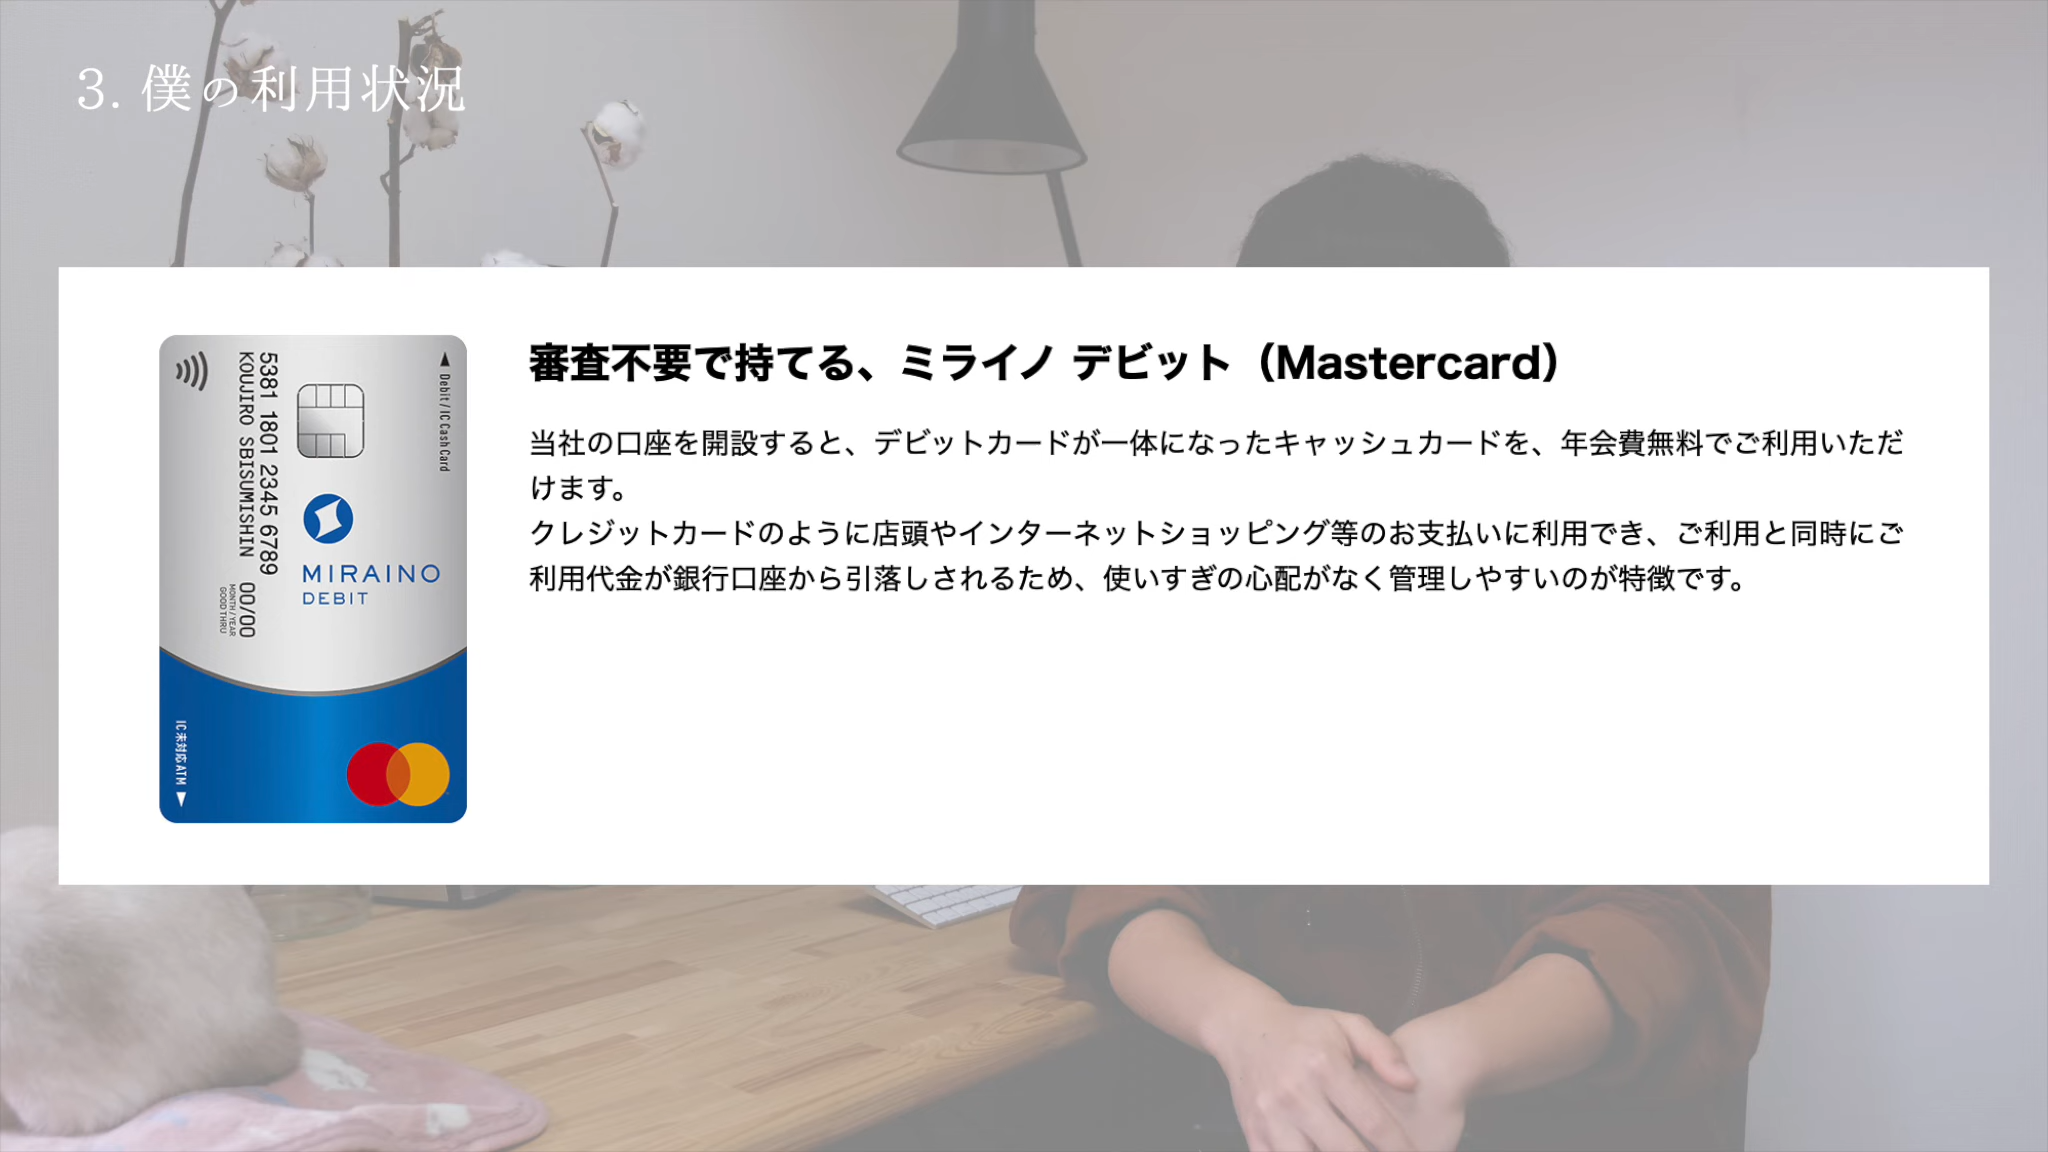 3. 僕の利用状況
審査不要で持てる、ミライノ デビット（Mastercard）
当社の口座を開設すると、デビットカードが一体になったキャッシュカードを、年会費無料でご利用いただ
けます。
クレジットカードのように店頭やインターネットショッピング等のお支払いに利用でき、ご利用と同時にご
利用代金が銀行口座から引落しされるため、使いすぎの心配がなく管理しやすいのが特徴です。
◀ Debit / IC Cash Card
5381 1801 2345 6789
KOUJIRO SBISUMISHIN
00/00
MONTH / YEAR
GOOD THRU
MIRAINO
DEBIT
IC未対応ATM ▶